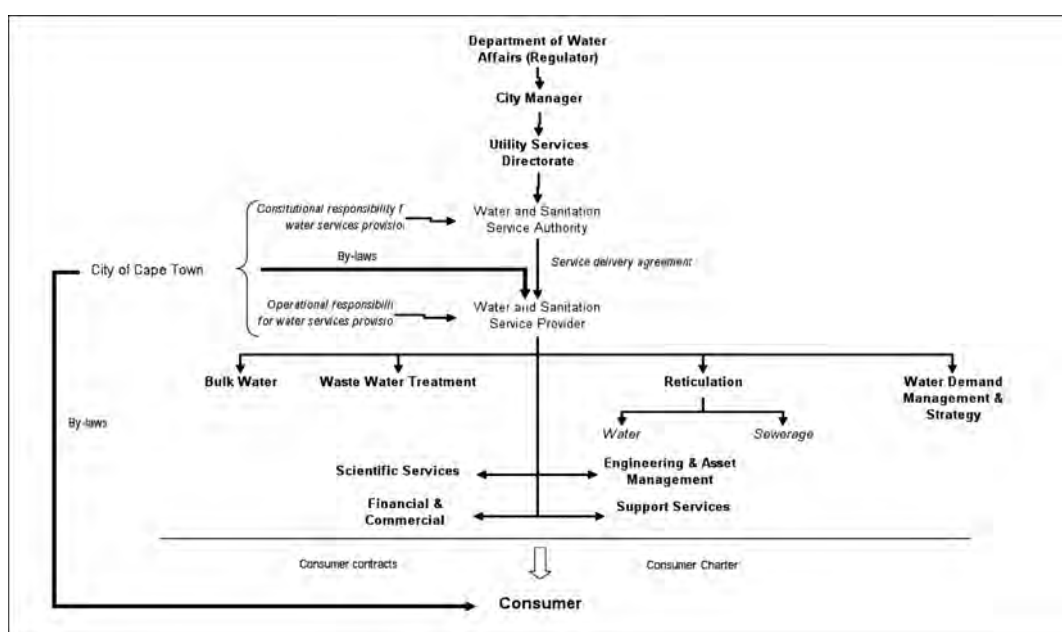 Department of Water
Affairs (Regulator)
City Manager
Utility Services
Directorate
Consitutional responsibility f
water services provision
Water and Sanitation
Service Authority
By-laws
Service delivery agreement
City of Cape Town
Operational responsibili
for water services provisio
Water and Sanitation
Service Provider
Bulk Water
Waste Water Treatment
Reticulation
Water Demand
Management &
Strategy
By-laws
Water
Sewerage
Scientific Services
Engineering & Asset
Management
Financial &
Commercial
Support Services
Consumer contracts
Consumer Charter
Consumer